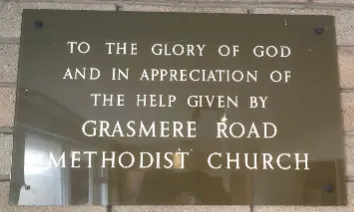 TO THE GLORY OF GOD
AND IN APPRECIATION OF
THE HELP GIVEN BY
GRASMERE ROAD
METHODIST CHURCH